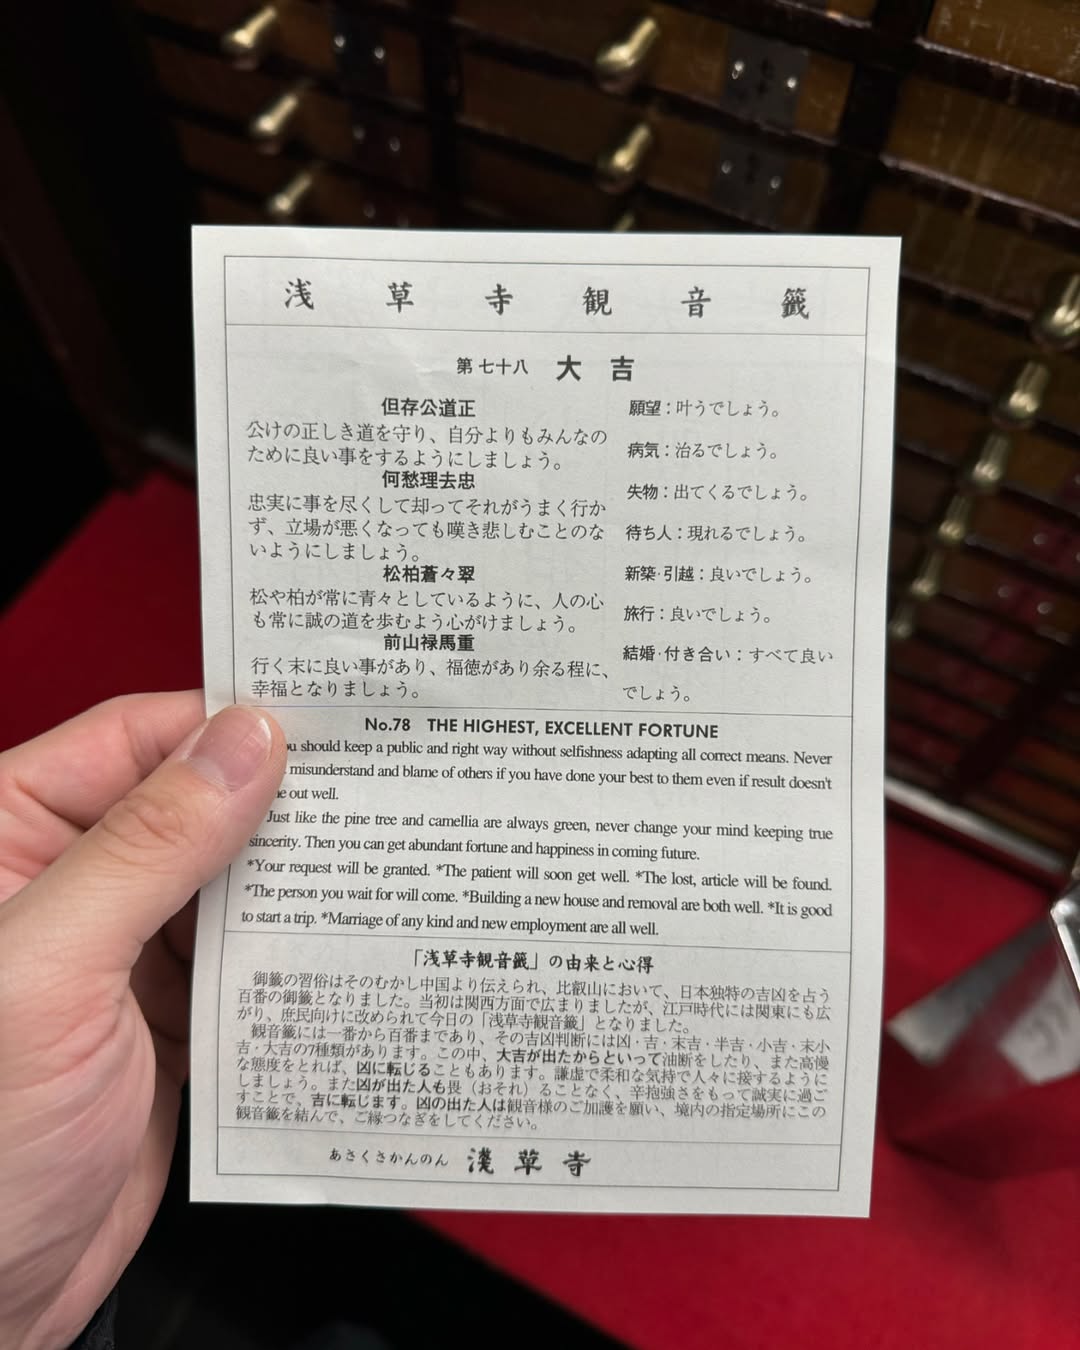 浅草寺観音籤
第七十八 大吉
但存公道正
公けの正しき道を守り、自分よりもみんなの
ために良い事をするようにしましょう。
何愁理去忠
忠実に事を尽くして却ってそれがうまく行か
ず、立場が悪くなっても嘆き悲しむことのな
いようにしましょう。
松柏蒼々翠
松や柏が常に青々としているように、人の心
も常に誠の道を歩むよう心がけましょう。
前山禄馬重
行く末に良い事があり、福徳があり余る程に、
幸福となりましょう。
願望:叶うでしょう。
病気:治るでしょう。
失物:出てくるでしょう。
待ち人:現れるでしょう。
新築·引越:良いでしょう。
旅行:良いでしょう。
結婚·付き合い:すべて良い
でしょう。
No.78 THE HIGHEST, EXCELLENT FORTUNE
should keep a public and right way without selfishness adapting all correct means. Never
misunderstand and blame of others if you have done your best to them even if result doesn't
out well.
Just like the pine tree and camellia are always green, never change your mind keeping true
sincerity. Then you can get abundant fortune and happiness in coming future.
*Your request will be granted. *The patient will soon get well. *The lost, article will be found.
*The person you wait for will come. *Building a new house and removal are both well. *It is good
to start a trip. *Marriage of any kind and new employment are all well.
「浅草寺観音籤」の由来と心得
御籤の習俗はそのむかし中国より伝えられ、比叡山において、日本独特の吉凶を占う
百番の御籤となりました。当初は関西方面で広まりましたが、江戸時代には関東にも広
がり、庶民向けに改められて今日の「浅草寺観音籤」となりました。
観音籤には一番から百番まであり、その吉凶判断には凶·吉·末吉·半吉·小吉·末小
吉·大吉の7種類があります。この中、大吉が出たからといって油断をしたり、また高慢
な態度をとれば、凶に転じることもあります。謙虚で柔和な気持で人々に接するように
しましょう。また凶が出た人も畏（おそれ）ることなく、辛抱強さをもって誠実に過ご
すことで、吉に転じます。凶の出た人は観音様のご加護を願い、境内の指定場所にこの
観音籤を結んで、ご縁つなぎをしてください。
あさくさかんのん 浅草寺